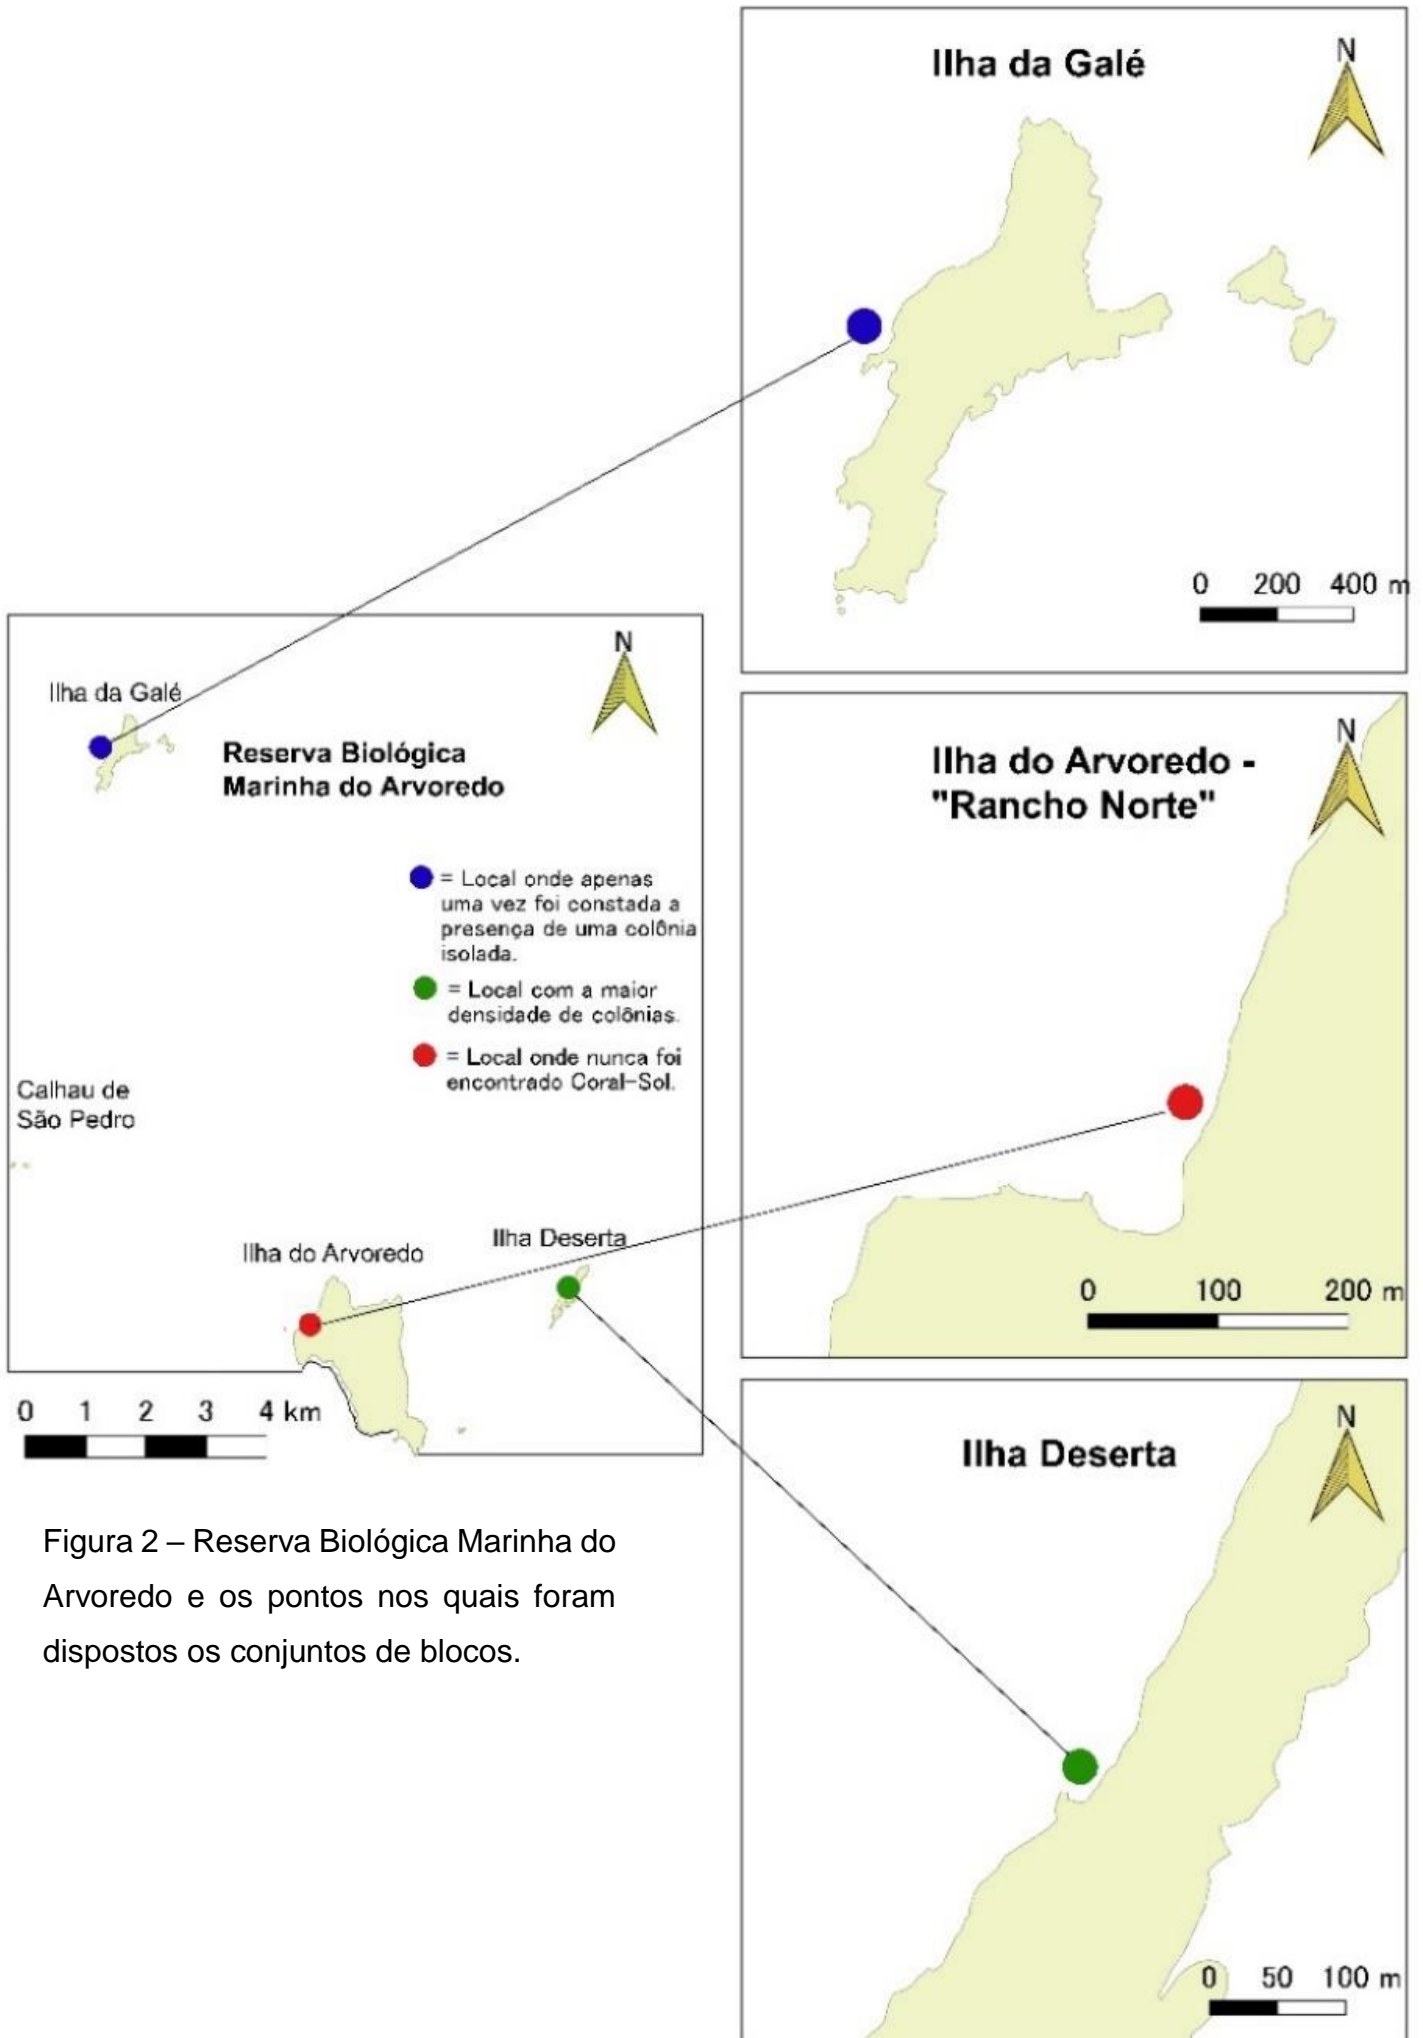 Ilha da Galé
N
0 200 400 m
N
Ilha da Galé
Reserva Biológica
Marinha do Arvoredo
= Local onde apenas
uma vez foi constada a
presença de uma colônia
isolada.
= Local com a maior
densidade de colônias.
= Local onde nunca foi
encontrado Coral-Sol.
Calhau de
São Pedro
Ilha do Arvoredo
Ilha Deserta
0 1 2 3 4 km
Ilha do Arvoredo -
"Rancho Norte"
N
0 100 200 m
Ilha Deserta
N
0 50 100 m
Figura 2 – Reserva Biológica Marinha do
Arvoredo e os pontos nos quais foram
dispostos os conjuntos de blocos.